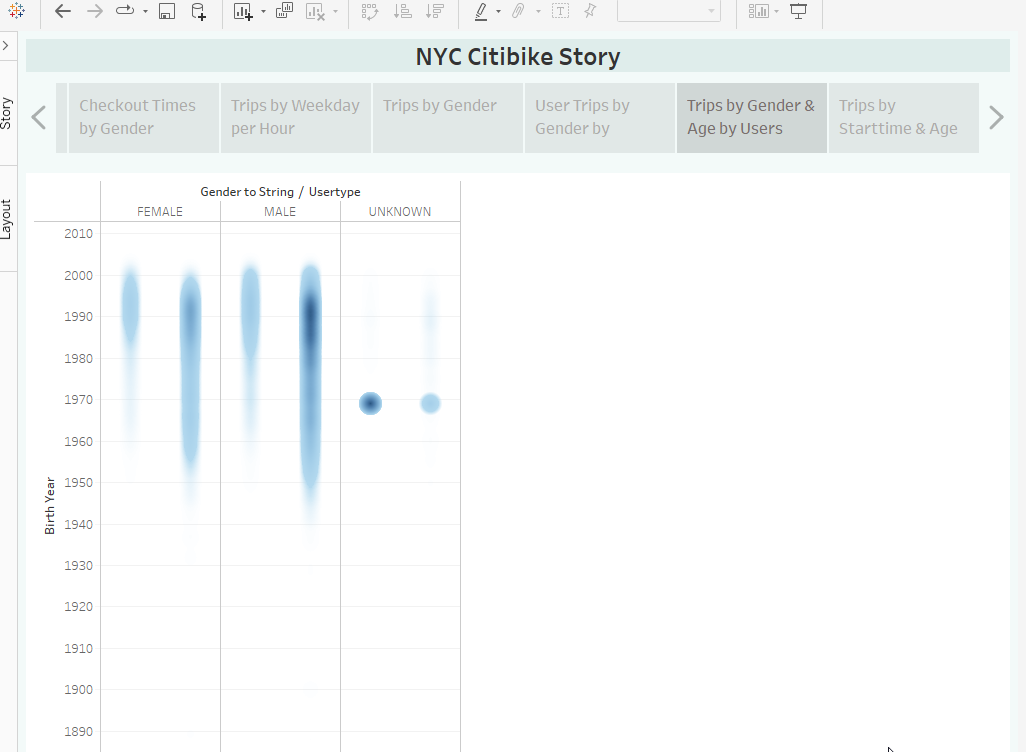 NYC Citibike Story
Story
Layout
Checkout Times
by Gender
Trips by Weekday
per Hour
Trips by Gender
User Trips by
Gender by
Trips by Gender &
Age by Users
Trips by
Starttime & Age
Gender to String / Usertype
FEMALE
MALE
UNKNOWN
Birth Year
2010
2000
1990
1980
1970
1960
1950
1940
1930
1920
1910
1900
1890